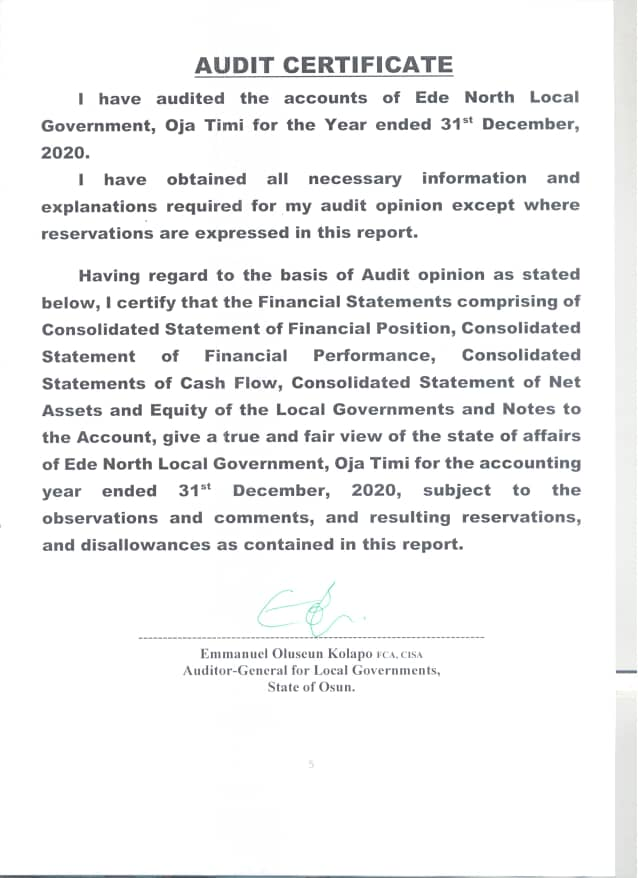 AUDIT CERTIFICATE
I have audited the accounts of Ede North Local
Government, Oja Timi for the Year ended 31st December,
2020.
I have obtained all necessary information and
explanations required for my audit opinion except where
reservations are expressed in this report.
Having regard to the basis of Audit opinion as stated
below, I certify that the Financial Statements comprising of
Consolidated Statement of Financial Position, Consolidated
Statement of Financial Performance, Consolidated
Statements of Cash Flow, Consolidated Statement of Net
Assets and Equity of the Local Governments and Notes to
the Account, give a true and fair view of the state of affairs
of Ede North Local Government, Oja Timi for the accounting
year ended 31st December, 2020, subject to the
observations and comments, and resulting reservations,
and disallowances as contained in this report.
Emmanuel Oluseun Kolapo FCA, CISA
Auditor-General for Local Governments,
State of Osun.
5